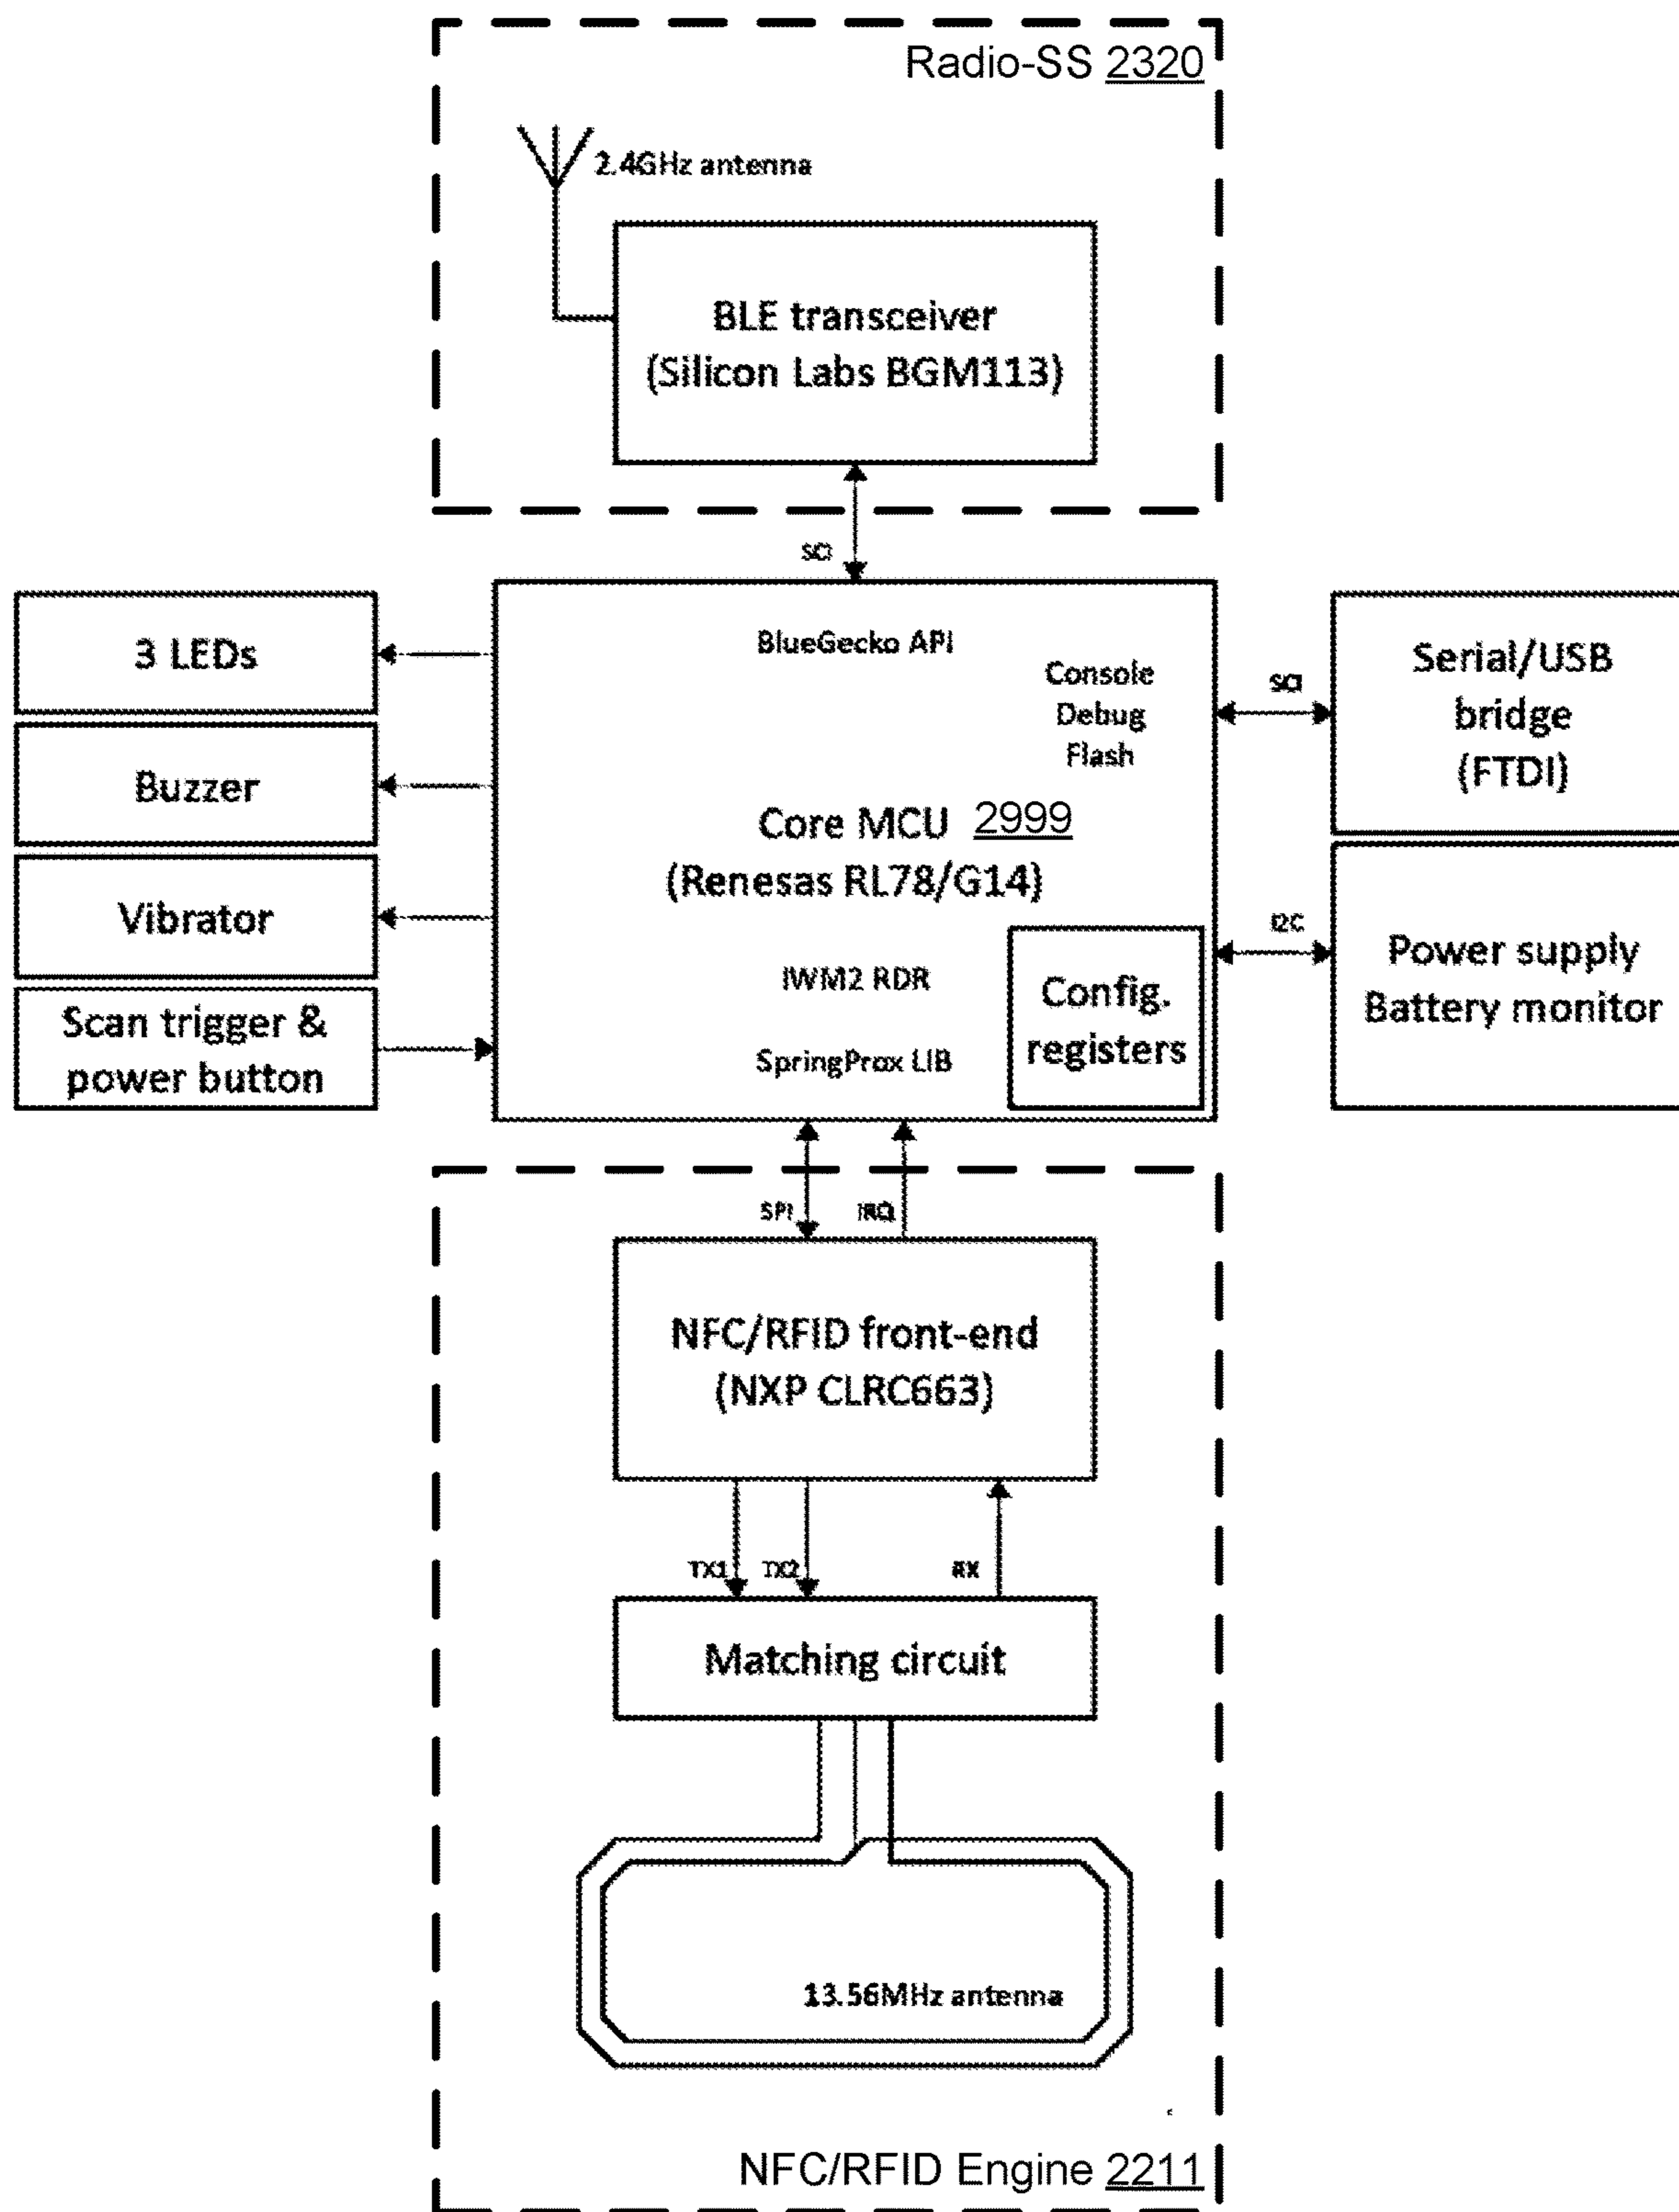 Radio-SS 2320
2.4GHz antenna
BLE transceiver
(Silicon Labs BGM113)
SCI
3 LEDs
Buzzer
Vibrator
Scan trigger &
power button
BlueGecko API
Console
Debug
Flash
Core MCU 2999
(Renesas RL78/G14)
IWM2 RDR
SpringProx LIB
Config.
registers
SCI
Serial/USB
bridge
(FTDI)
I2C
Power supply
Battery monitor
SPI
IRQ
NFC/RFID front-end
(NXP CLRC663)
TX1
TX2
RX
Matching circuit
13.56MHz antenna
NFC/RFID Engine 2211